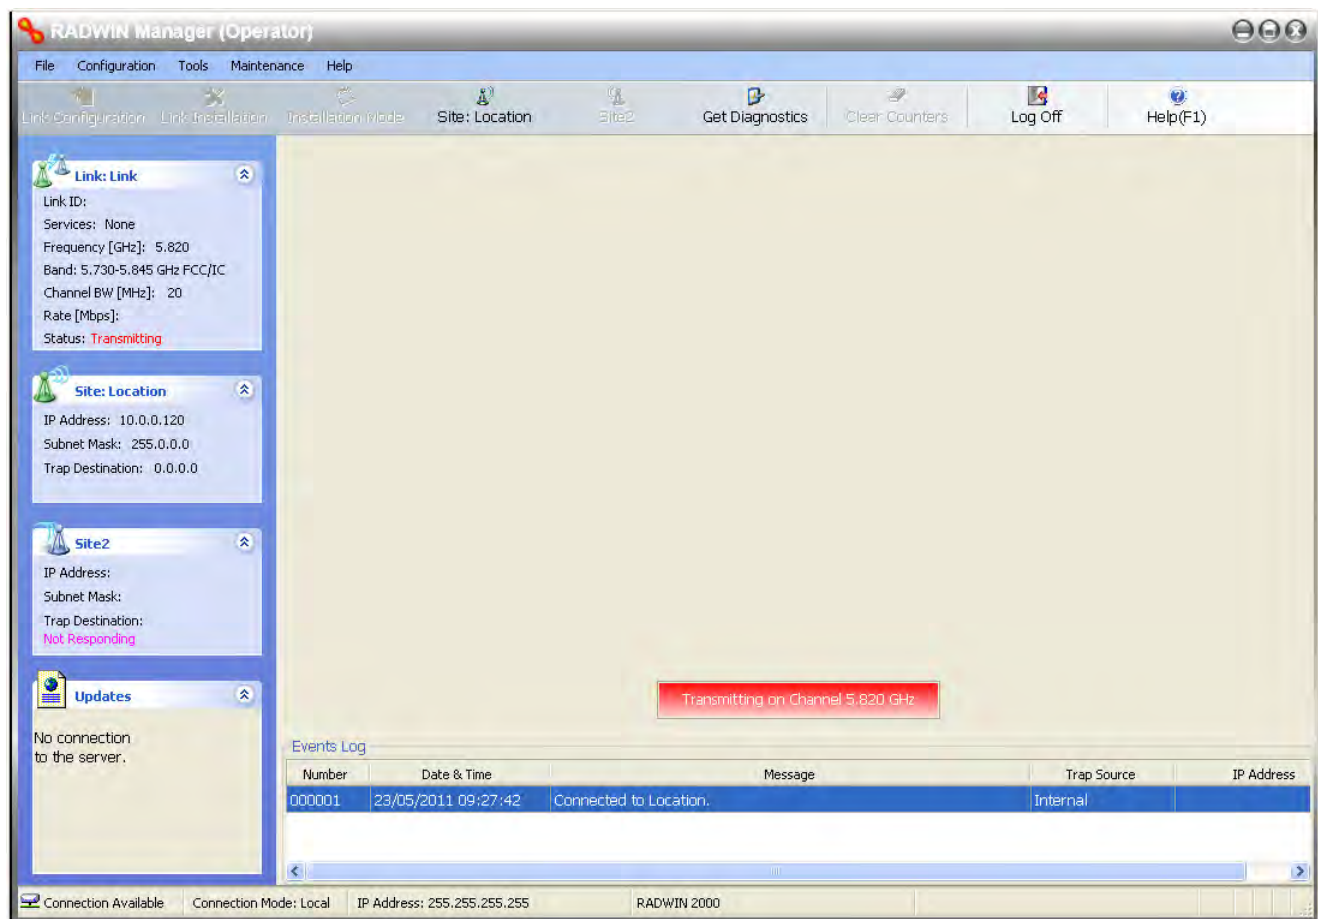 RADWIN Manager (Operator)
File Configuration Tools Maintenance Help
Link Configuration Link Installation Installation Mode Site: Location Site2 Get Diagnostics Clear Counters Log Off Help(F1)
Link: Link
Link ID:
Services: None
Frequency [GHz]: 5.820
Band: 5.730-5.845 GHz FCC/IC
Channel BW [MHz]: 20
Rate [Mbps]:
Status: Transmitting
Site: Location
IP Address: 10.0.0.120
Subnet Mask: 255.0.0.0
Trap Destination: 0.0.0.0
Site2
IP Address:
Subnet Mask:
Trap Destination:
Not Responding
Updates
No connection
to the server.
Transmitting on Channel 5.820 GHz
Events Log
Number Date & Time Message Trap Source IP Address
000001 23/05/2011 09:27:42 Connected to Location. Internal
Connection Available Connection Mode: Local IP Address: 255.255.255.255 RADWIN 2000